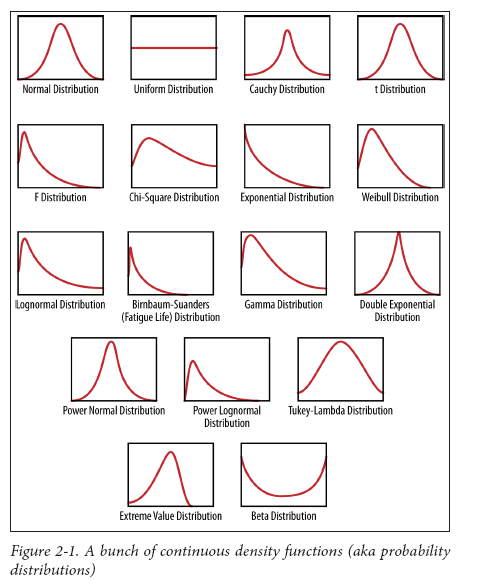 Normal Distribution
Uniform Distribution
Cauchy Distribution
t Distribution
F Distribution
Chi-Square Distribution
Exponential Distribution
Weibull Distribution
Lognormal Distribution
Birnbaum-Saunders
(Fatigue Life) Distribution
Gamma Distribution
Double Exponential
Distribution
Power Normal Distribution
Power Lognormal
Distribution
Tukey-Lambda Distribution
Extreme Value Distribution
Beta Distribution
Figure 2-1. A bunch of continuous density functions (aka probability
distributions)